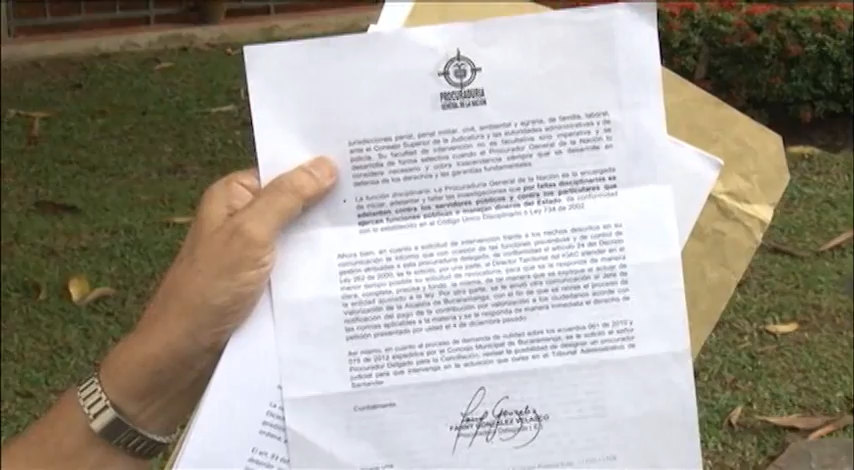 PROCURADURIA
GENERAL DE LA NACION
jurisdicciones penal, penal militar, civil, ambiental y agraria, de familia, laboral,
ante el Consejo Superior de la Judicatura y las autoridades administrativas y de
policía. Su facultad de intervención no es facultativa sino imperativa y se
desarrolla de forma selectiva cuando el Procurador General de la Nación lo
considere necesario y cobra trascendencia siempre que se desarrolle en
defensa de los derechos y las garantías fundamentales.
• La función disciplinaria: La Procuraduría General de la Nación es la encargada
de iniciar, adelantar y fallar las investigaciones que por faltas disciplinarias se
adelanten contra los servidores públicos y contra los particulares que
ejercen funciones públicas o manejan dineros del Estado, de conformidad
con lo establecido en el Código Único Disciplinario o Ley 734 de 2002.
Ahora bien, en cuanto a solicitud de intervención frente a los hechos descritos en su
comunicación le informo que con ocasión de las funciones preventivas y de control de
gestión atribuidas a esta procuraduría delegada, de conformidad al artículo 24 del Decreto
Ley 262 de 2000, se le solicitó, por una parte, al Director Territorial del IGAC atender en el
menor tiempo posible su solicitud de revocatoria, para que se la responda de manera
clara, completa, precisa y de fondo, la misma, de tal manera que se explique el actuar de
la entidad ajustado a la ley. Por otra parte, se le envió otra comunicación al Jefe de
Valorización de la Alcaldía de Bucaramanga, con el fin de que revise el proceso de
notificación del pago de la contribución por valorización a los ciudadanos acorde con
las normas aplicables a la materia y se le responda de manera inmediata el derecho de
petición presentado por usted el 4 de diciembre pasado.
Así mismo, en cuanto al proceso de demanda de nulidad sobre los acuerdos 061 de 2010 y
015 de 2012 expedidos por el Concejo Municipal de Bucaramanga, se le solicitó al señor
Procurador Delegado para la Conciliación, revisar la posibilidad de designar un procurador
judicial para que intervenga en la actuación que cursa en el Tribunal Administrativo de
Santander.
Cordialmente,
FANNY GONZÁLEZ VELASCO
Procuradora Delegada ( E )